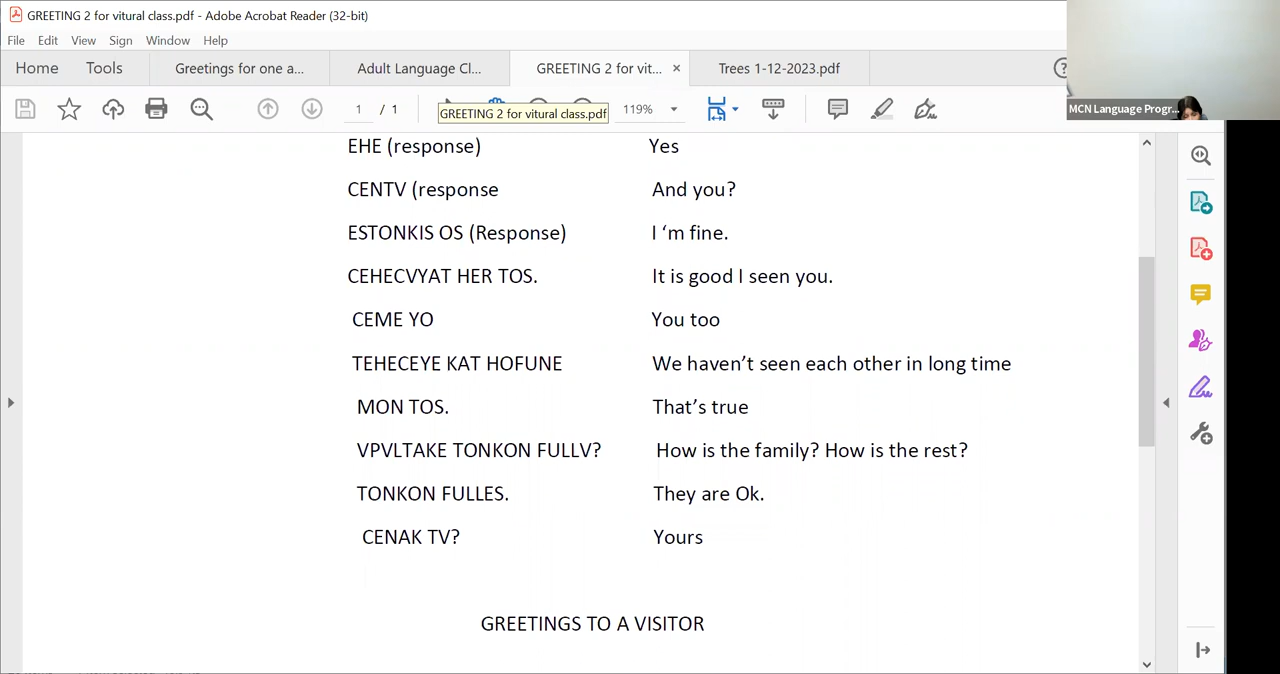 GREETING 2 for vitural class.pdf - Adobe Acrobat Reader (32-bit)
File Edit View Sign Window Help
Home Tools Greetings for one a... Adult Language Cl... GREETING 2 for vit... × Trees 1-12-2023.pdf
1 / 1 GREETING 2 for vitural class.pdf 119%
MCN Language Progr...
EHE (response) Yes
CENTV (response And you?
ESTONKIS OS (Response) I ‘m fine.
CEHECVYAT HER TOS. It is good I seen you.
CEME YO You too
TEHECEYE KAT HOFUNE We haven’t seen each other in long time
MON TOS. That’s true
VPVLTAKE TONKON FULLV? How is the family? How is the rest?
TONKON FULLES. They are Ok.
CENAK TV? Yours
GREETINGS TO A VISITOR